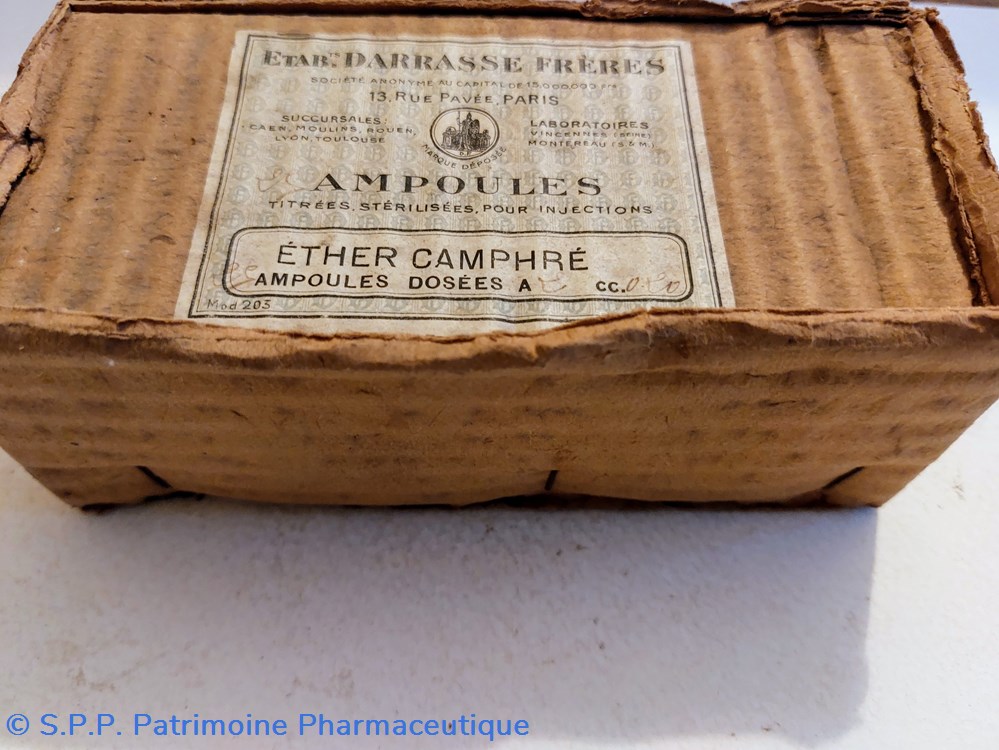 ETABTS DARRASSE FRÈRES
SOCIÉTÉ ANONYME AU CAPITAL DE 15.000.000 FRS
13, RUE PAVÉE, PARIS
SUCCURSALES:
CAEN, MOULINS, ROUEN,
LYON, TOULOUSE
MARQUE DÉPOSÉE
LABORATOIRES
VINCENNES (SEINE)
MONTEREAU (S & M.)
AMPOULES
TITRÉES, STÉRILISÉES, POUR INJECTIONS
ÉTHER CAMPHRÉ
AMPOULES DOSÉES A CC.
Mod 203
© S.P.P. Patrimoine Pharmaceutique